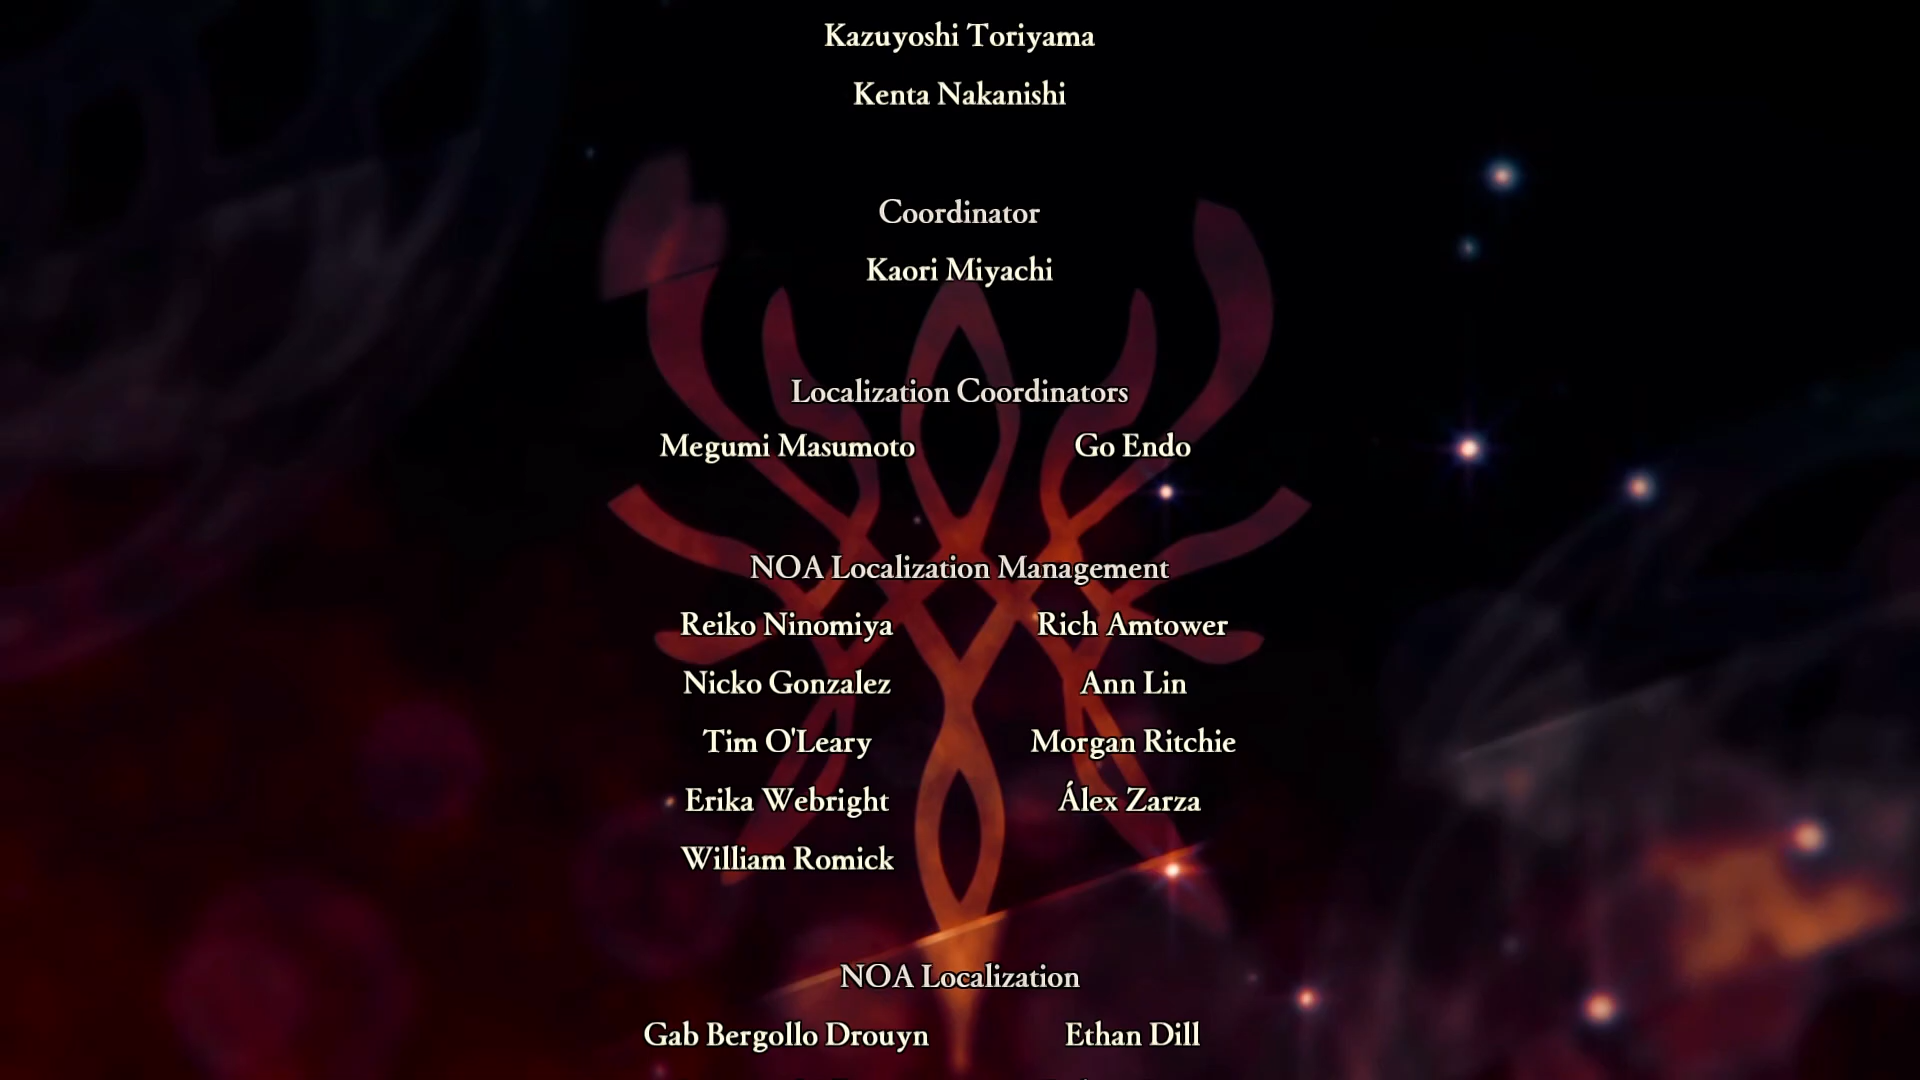 Kazuyoshi Toriyama
Kenta Nakanishi
Coordinator
Kaori Miyachi
Localization Coordinators
Megumi Masumoto Go Endo
NOA Localization Management
Reiko Ninomiya Rich Amtower
Nicko Gonzalez Ann Lin
Tim O'Leary Morgan Ritchie
Erika Webright Álex Zarza
William Romick
NOA Localization
Gab Bergollo Drouyn Ethan Dill